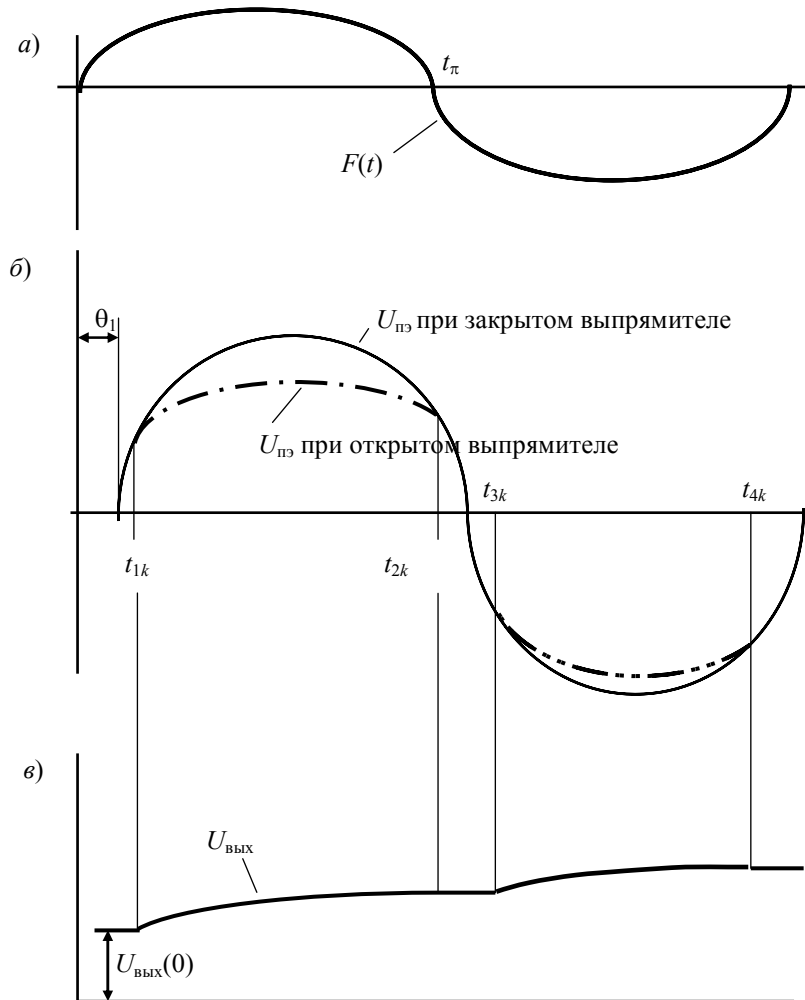 а)
tπ
F(t)
б)
θ1
Uпэ при закрытом выпрямителе
Uпэ при открытом выпрямителе
t3k
t4k
t1k
t2k
в)
Uвых
Uвых(0)